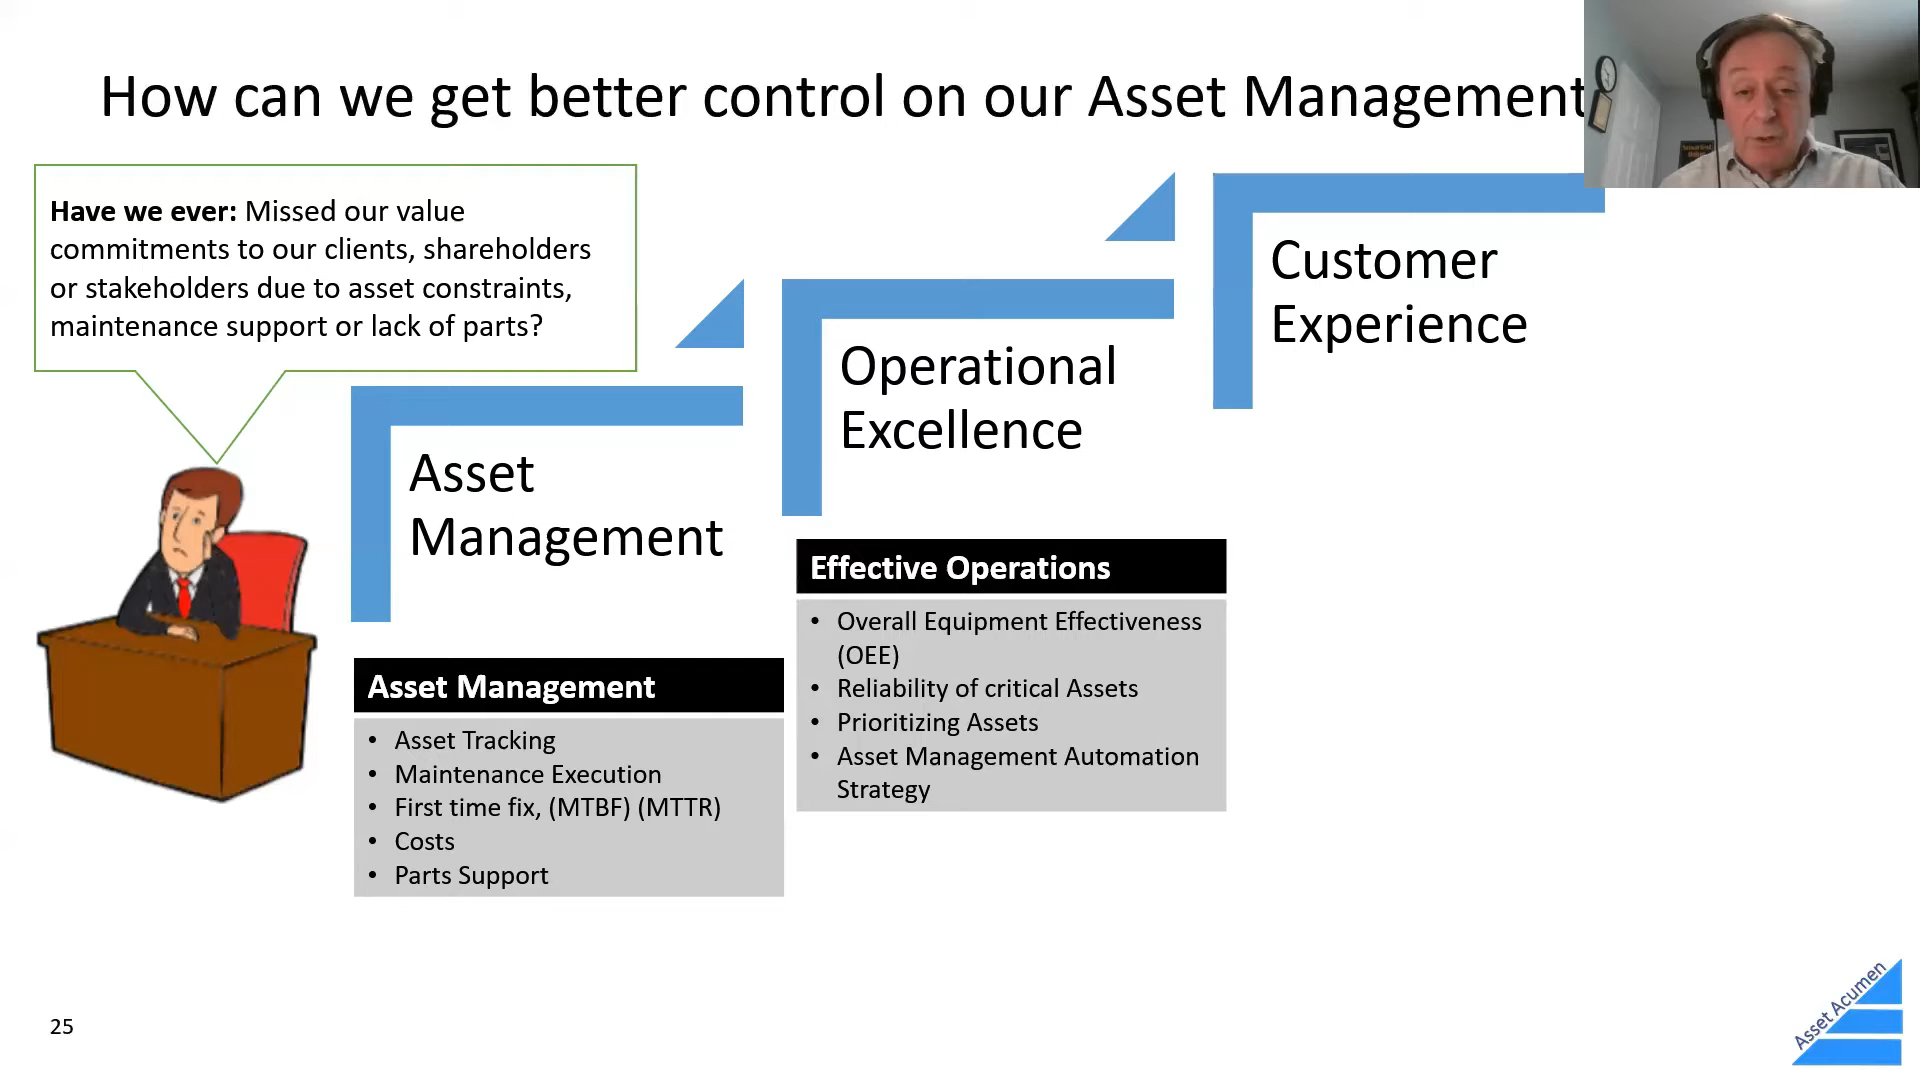 How can we get better control on our Asset Management
Have we ever: Missed our value
commitments to our clients, shareholders
or stakeholders due to asset constraints,
maintenance support or lack of parts?
Asset
Management
Operational
Excellence
Customer
Experience
Asset Management
• Asset Tracking
• Maintenance Execution
• First time fix, (MTBF) (MTTR)
• Costs
• Parts Support
Effective Operations
• Overall Equipment Effectiveness
(OEE)
• Reliability of critical Assets
• Prioritizing Assets
• Asset Management Automation
Strategy
25
Asset Acumen